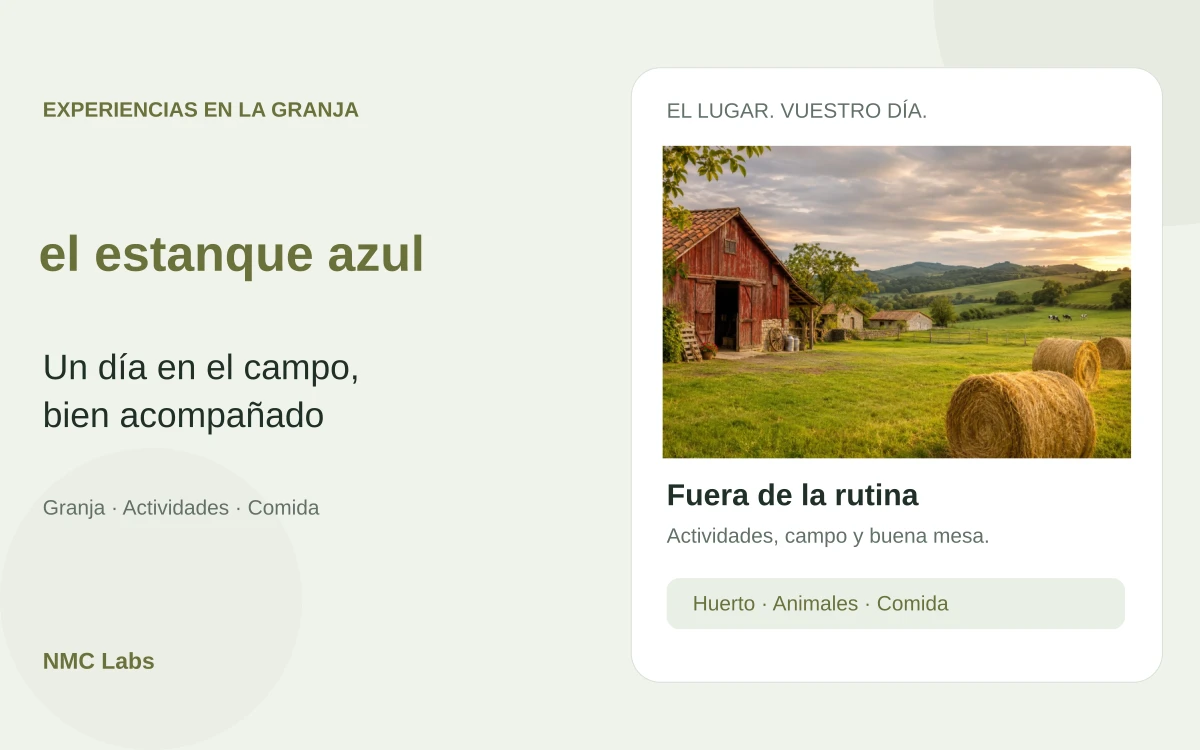 EXPERIENCIAS EN LA GRANJA
el estanque azul
Un día en el campo,
bien acompañado
Granja · Actividades · Comida
NMC Labs
EL LUGAR. VUESTRO DÍA.
Fuera de la rutina
Actividades, campo y buena mesa.
Huerto · Animales · Comida